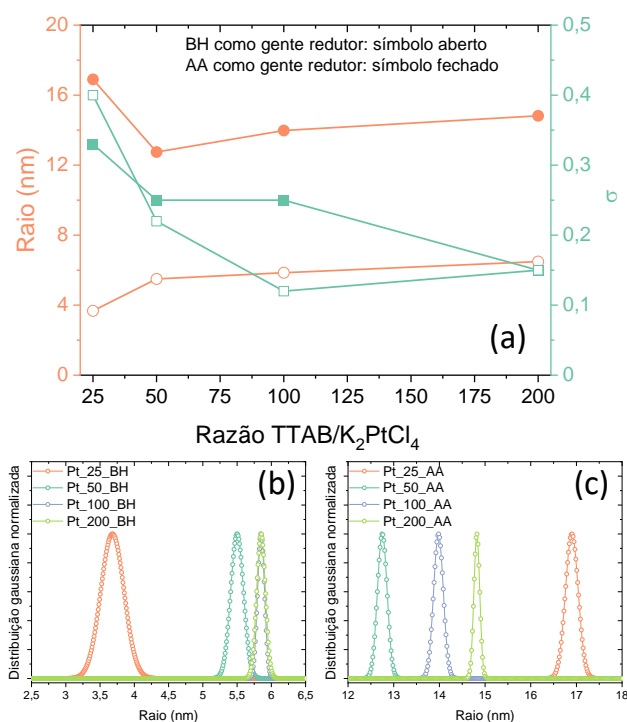 20
16
12
8
4
0
Raio (nm)
BH como gente redutor: símbolo aberto
AA como gente redutor: símbolo fechado
(a)
0,5
0,4
0,3
0,2
0,1
0,0
σ
25 50 75 100 125 150 175 200
Razão TTAB/K₂PtCl₄
Distribuição gaussiana normalizada
Pt_25_BH
Pt_50_BH
Pt_100_BH
Pt_200_BH
(b)
2,5 3,0 3,5 4,0 4,5 5,0 5,5 6,0 6,5
Raio (nm)
Distribuição gaussiana normalizada
Pt_25_AA
Pt_50_AA
Pt_100_AA
Pt_200_AA
(c)
12 13 14 15 16 17 18
Raio (nm)